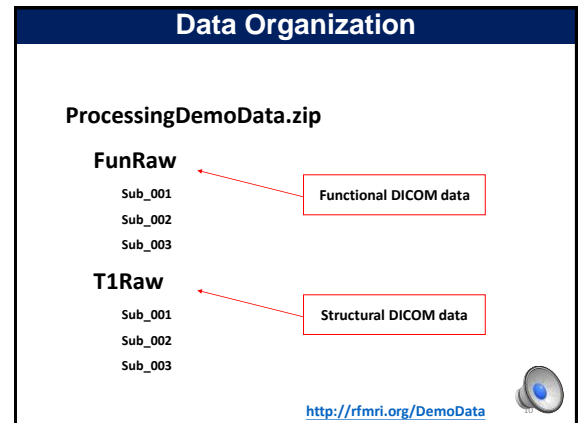 Data Organization
ProcessingDemoData.zip
FunRaw
Sub_001
Functional DICOM data
Sub_002
Sub_003
T1Raw
Sub_001
Structural DICOM data
Sub_002
Sub_003
http://rfmri.org/DemoData
10